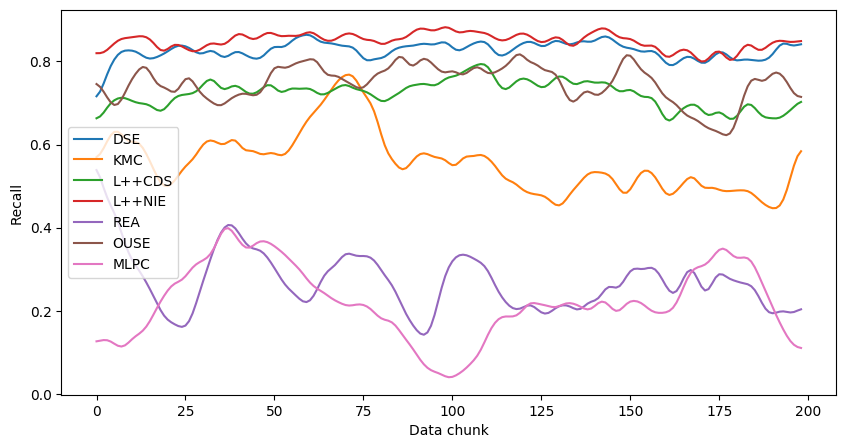 Recall
0.8
0.6
0.4
0.2
0.0
DSE
KMC
L++CDS
L++NIE
REA
OUSE
MLPC
0 25 50 75 100 125 150 175 200
Data chunk